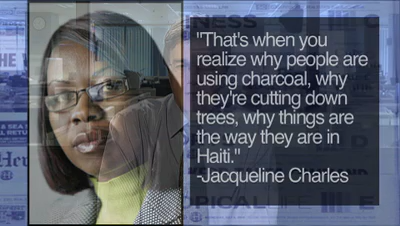 "That's when you
realize why people are
using charcoal, why
they're cutting down
trees, why things are
the way they are in
Haiti."
-Jacqueline Charles